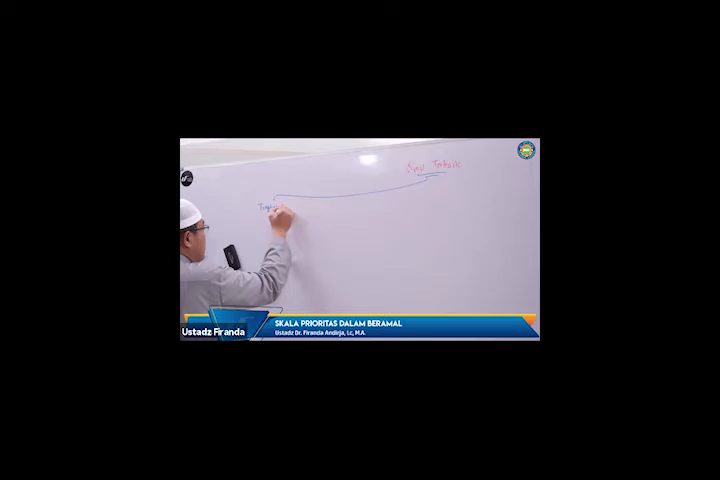 Terbaik
Ustadz Firanda
SKALA PRIORITAS DALAM BERAMAL
Ustadz Dr. Firanda Andirja, Lc, M.A.